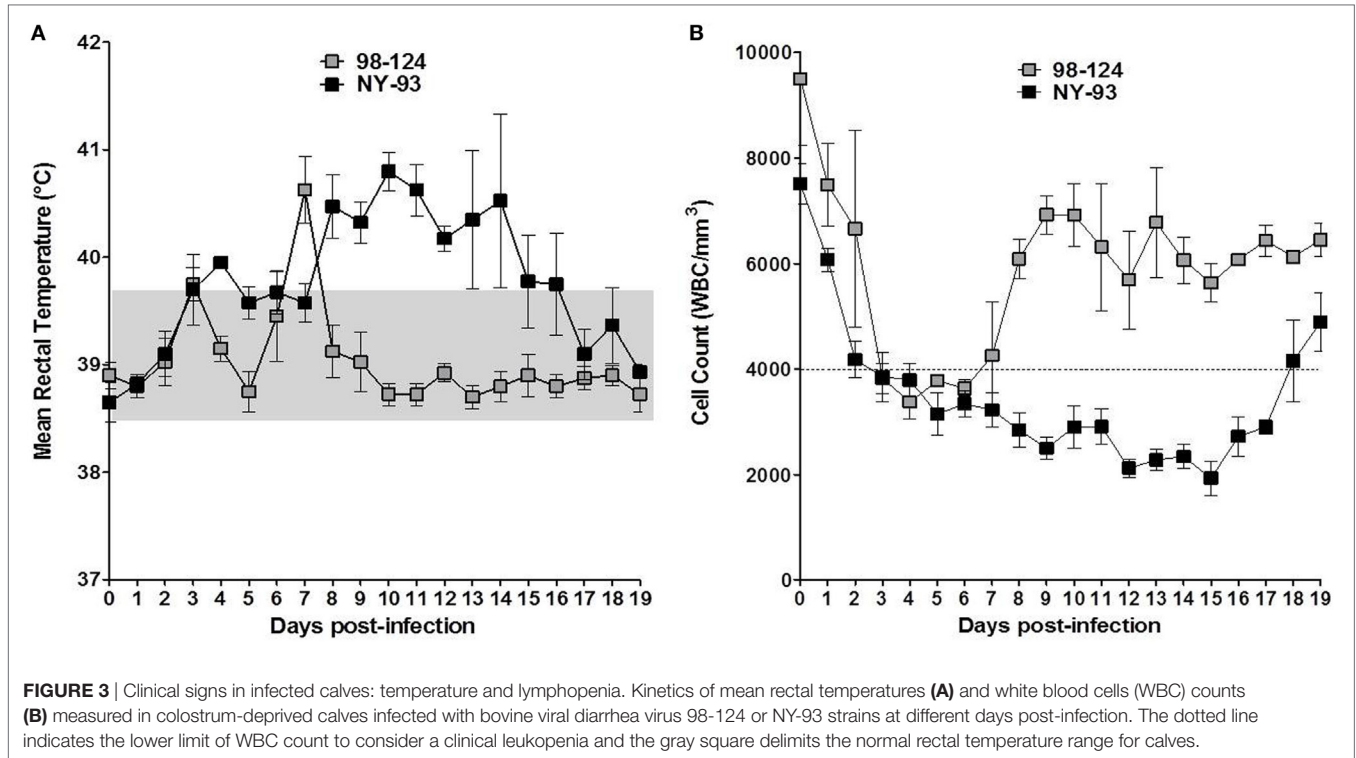 A
42
41
40
39
38
37
Mean Rectal Temperature (°C)
98-124
NY-93
0 1 2 3 4 5 6 7 8 9 10 11 12 13 14 15 16 17 18 19
Days post-infection
B
10000
8000
6000
4000
2000
0
Cell Count (WBC/mm³)
98-124
NY-93
0 1 2 3 4 5 6 7 8 9 10 11 12 13 14 15 16 17 18 19
Days post-infection
FIGURE 3 | Clinical signs in infected calves: temperature and lymphopenia. Kinetics of mean rectal temperatures (A) and white blood cells (WBC) counts
(B) measured in colostrum-deprived calves infected with bovine viral diarrhea virus 98-124 or NY-93 strains at different days post-infection. The dotted line
indicates the lower limit of WBC count to consider a clinical leukopenia and the gray square delimits the normal rectal temperature range for calves.